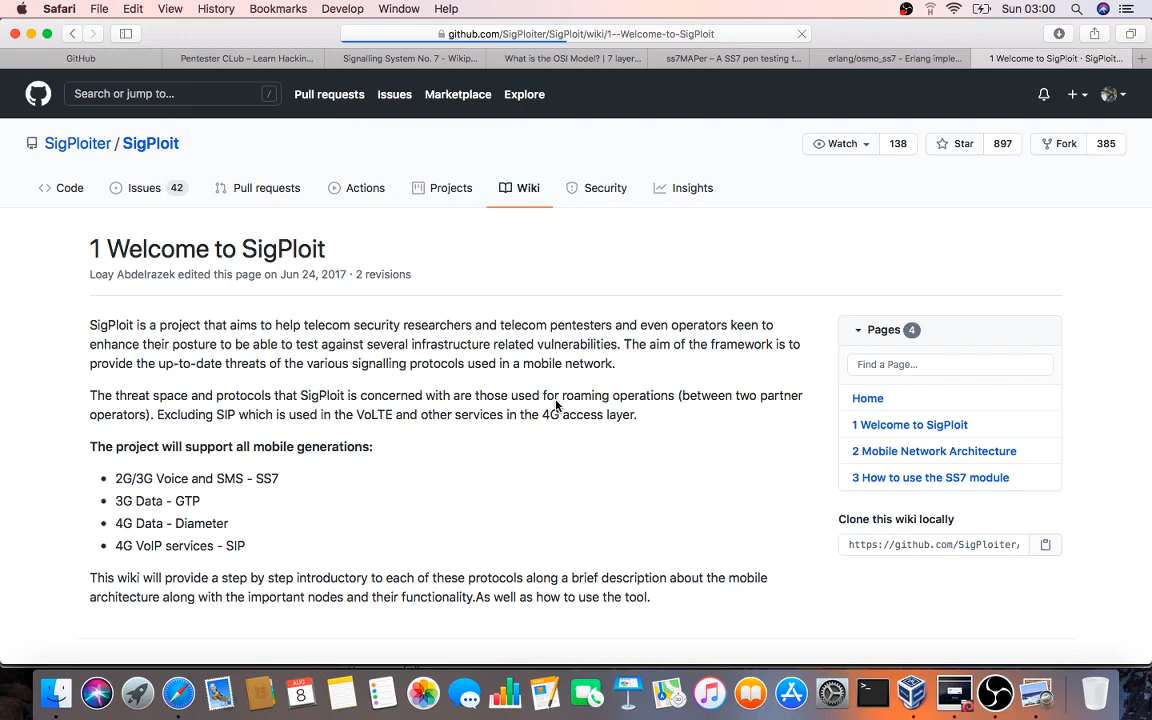 Safari File Edit View History Bookmarks Develop Window Help Sun 03:00
github.com/SigPloiter/SigPloit/wiki/1--Welcome-to-SigPloit
GitHub Pentester CLub – Learn Hackin... Signalling System No. 7 - Wikip... What is the OSI Model? | 7 layer... ss7MAPer – A SS7 pen testing t... erlang/osmo_ss7 - Erlang imple... 1 Welcome to SigPloit · SigPloit...
Search or jump to... / Pull requests Issues Marketplace Explore
SigPloiter / SigPloit Watch 138 Star 897 Fork 385
Code Issues 42 Pull requests Actions Projects Wiki Security Insights
1 Welcome to SigPloit
Loay Abdelrazek edited this page on Jun 24, 2017 · 2 revisions
SigPloit is a project that aims to help telecom security researchers and telecom pentesters and even operators keen to
enhance their posture to be able to test against several infrastructure related vulnerabilities. The aim of the framework is to
provide the up-to-date threats of the various signalling protocols used in a mobile network.
The threat space and protocols that SigPloit is concerned with are those used for roaming operations (between two partner
operators). Excluding SIP which is used in the VoLTE and other services in the 4G access layer.
The project will support all mobile generations:
2G/3G Voice and SMS - SS7
3G Data - GTP
4G Data - Diameter
4G VoIP services - SIP
This wiki will provide a step by step introductory to each of these protocols along a brief description about the mobile
architecture along with the important nodes and their functionality.As well as how to use the tool.
Pages 4
Find a Page...
Home
1 Welcome to SigPloit
2 Mobile Network Architecture
3 How to use the SS7 module
Clone this wiki locally
https://github.com/SigPloiter/
AUG
8